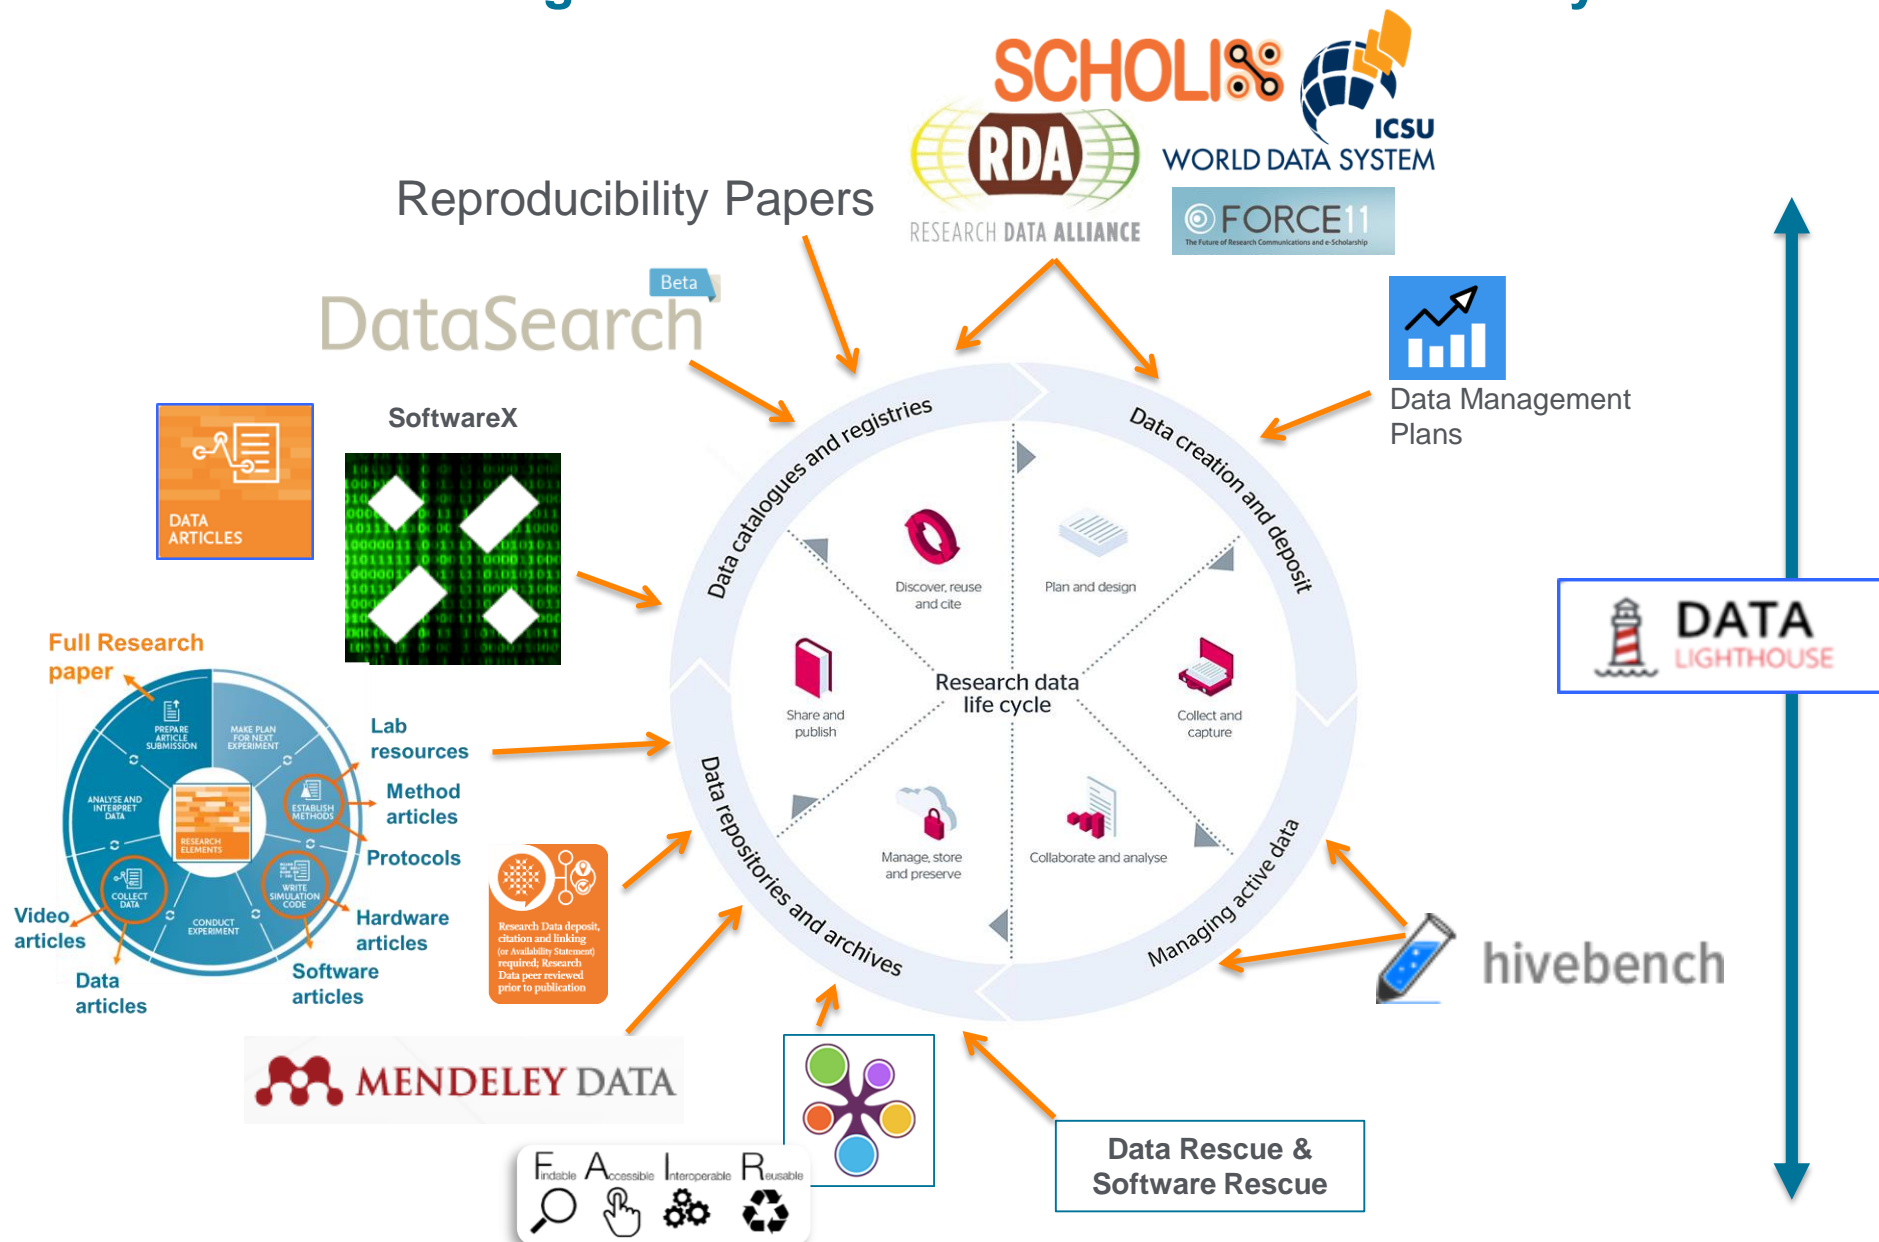 SCHOLIX
ICSU
WORLD DATA SYSTEM
RDA
RESEARCH DATA ALLIANCE
FORCE11
The Future of Research Communications and e-Scholarship
Reproducibility Papers
Beta
DataSearch
Data Management
Plans
SoftwareX
DATA
ARTICLES
Data catalogues and registries
Data creation and deposit
Managing active data
Data repositories and archives
Discover, reuse
and cite
Plan and design
Share and
publish
Research data
life cycle
Collect and
capture
Manage, store
and preserve
Collaborate and analyse
DATA
LIGHTHOUSE
Full Research
paper
PREPARE
ARTICLE
SUBMISSION
MAKE PLAN
FOR NEXT
EXPERIMENT
ANALYSE AND
INTERPRET
DATA
ESTABLISH
METHODS
RESEARCH
ELEMENTS
COLLECT
DATA
WRITE
SIMULATION
CODE
CONDUCT
EXPERIMENT
Lab
resources
Method
articles
Protocols
Hardware
articles
Software
articles
Video
articles
Data
articles
Research Data deposit,
citation and linking
(or Availability Statement)
required; Research
Data peer reviewed
prior to publication
hivebench
MENDELEY DATA
Findable Accessible Interoperable Reusable
Data Rescue &
Software Rescue